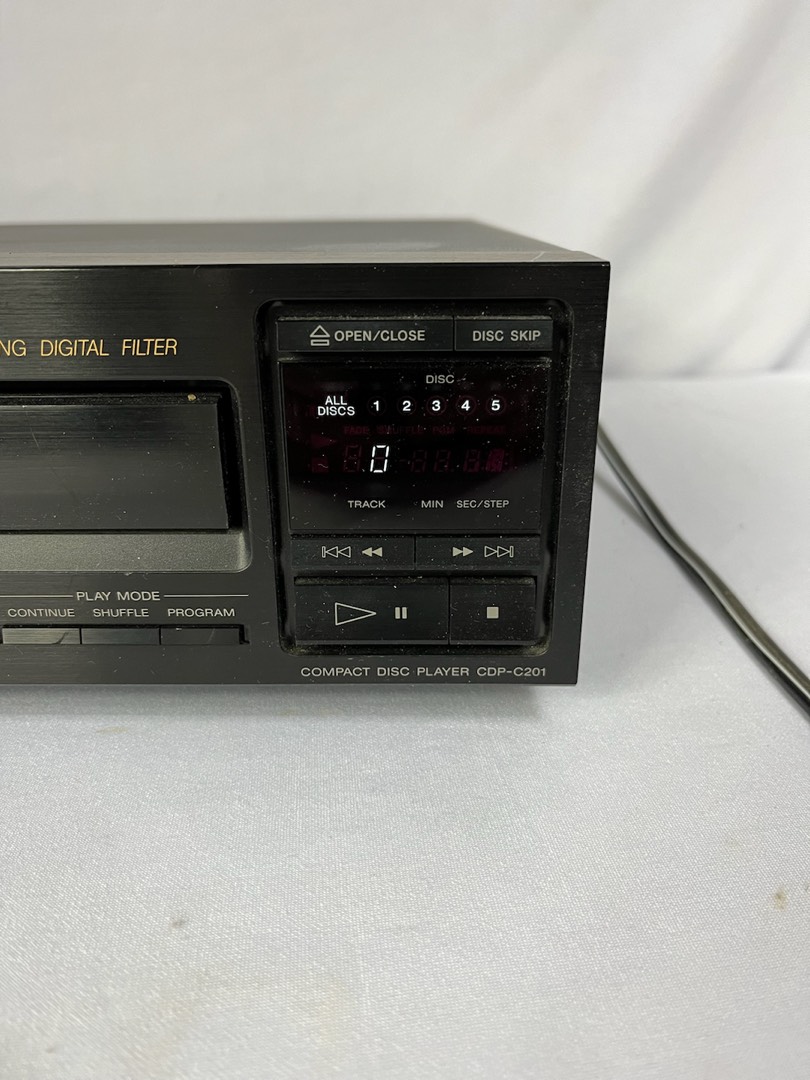 NG DIGITAL FILTER
OPEN/CLOSE DISC SKIP
DISC
ALL DISCS 1 2 3 4 5
0
TRACK MIN SEC/STEP
PLAY MODE
CONTINUE SHUFFLE PROGRAM
COMPACT DISC PLAYER CDP-C201